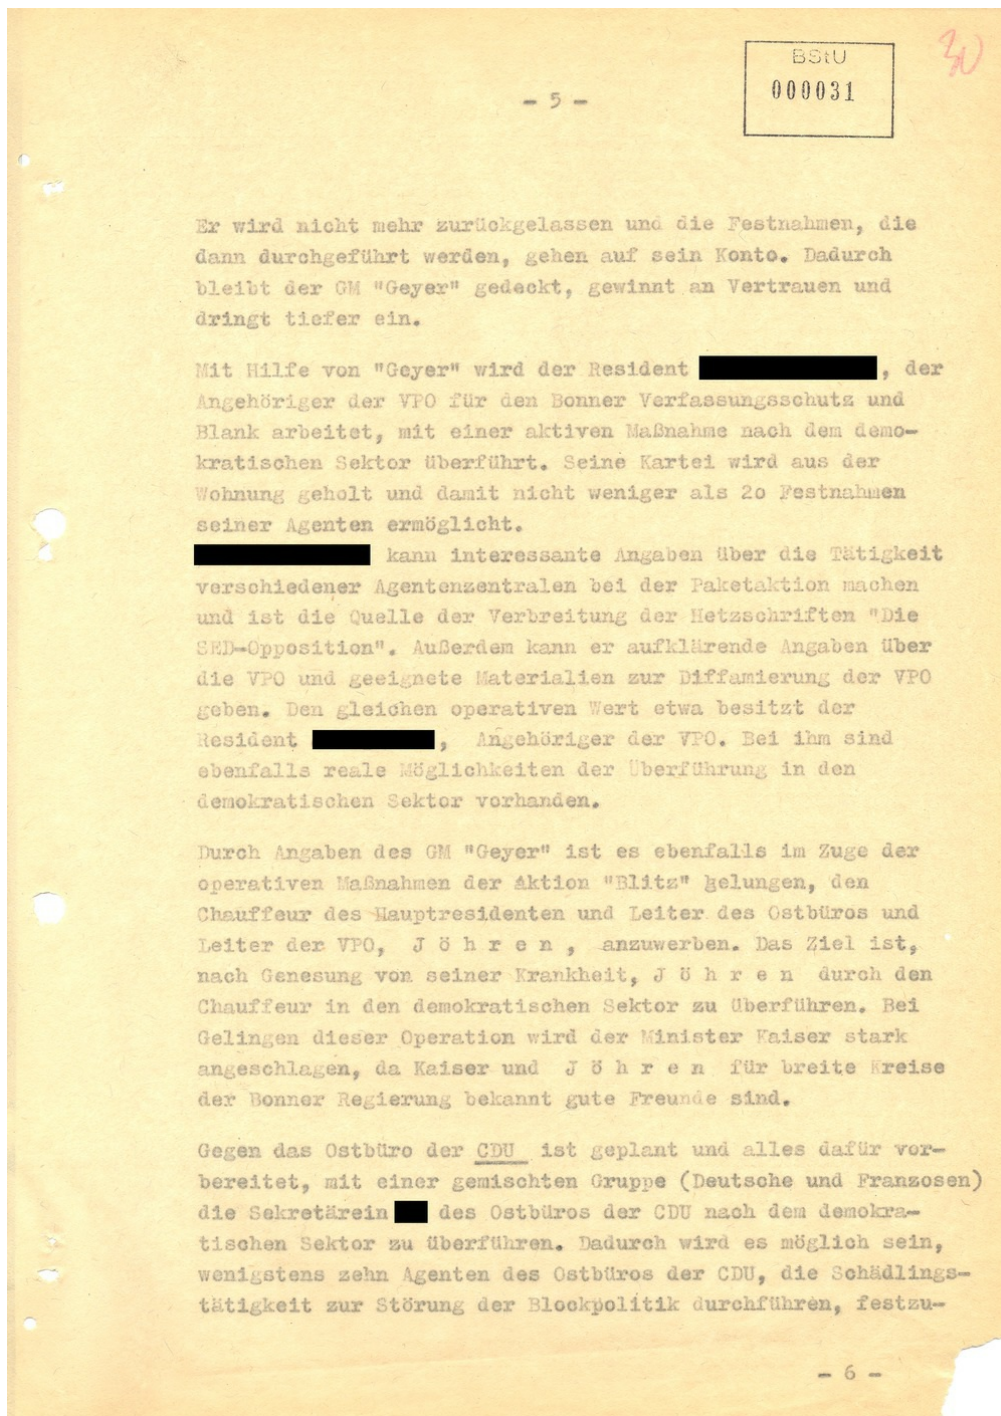 BStU
000031
30
- 5 -
Er wird nicht mehr zurückgelassen und die Festnahmen, die
dann durchgeführt werden, gehen auf sein Konto. Dadurch
bleibt der GM "Geyer" gedeckt, gewinnt an Vertrauen und
dringt tiefer ein.
Mit Hilfe von "Geyer" wird der Resident , der
Angehöriger der VPO für den Bonner Verfassungsschutz und
Blank arbeitet, mit einer aktiven Maßnahme nach dem demo-
kratischen Sektor überführt. Seine Kartei wird aus der
Wohnung geholt und damit nicht weniger als 2o Festnahmen
seiner Agenten ermöglicht.
kann interessante Angaben über die Tätigkeit
verschiedener Agentenzentralen bei der Paketaktion machen
und ist die Quelle der Verbreitung der Hetzschriften "Die
SED-Opposition". Außerdem kann er aufklärende Angaben über
die VPO und geeignete Materialien zur Diffamierung der VPO
geben. Den gleichen operativen Wert etwa besitzt der
Resident , Angehöriger der VPO. Bei ihm sind
ebenfalls reale Möglichkeiten der Überführung in den
demokratischen Sektor vorhanden.
Durch Angaben des GM "Geyer" ist es ebenfalls im Zuge der
operativen Maßnahmen der Aktion "Blitz" gelungen, den
Chauffeur des Hauptresidenten und Leiter des Ostbüros und
Leiter der VPO, J ö h r e n , anzuwerben. Das Ziel ist,
nach Genesung von seiner Krankheit, J ö h r e n durch den
Chauffeur in den demokratischen Sektor zu überführen. Bei
Gelingen dieser Operation wird der Minister Kaiser stark
angeschlagen, da Kaiser und J ö h r e n für breite Kreise
der Bonner Regierung bekannt gute Freunde sind.
Gegen das Ostbüro der CDU ist geplant und alles dafür vor-
bereitet, mit einer gemischten Gruppe (Deutsche und Franzosen)
die Sekretärein des Ostbüros der CDU nach dem demokra-
tischen Sektor zu überführen. Dadurch wird es möglich sein,
wenigstens zehn Agenten des Ostbüros der CDU, die Schädlings-
tätigkeit zur Störung der Blockpolitik durchführen, festzu-
- 6 -